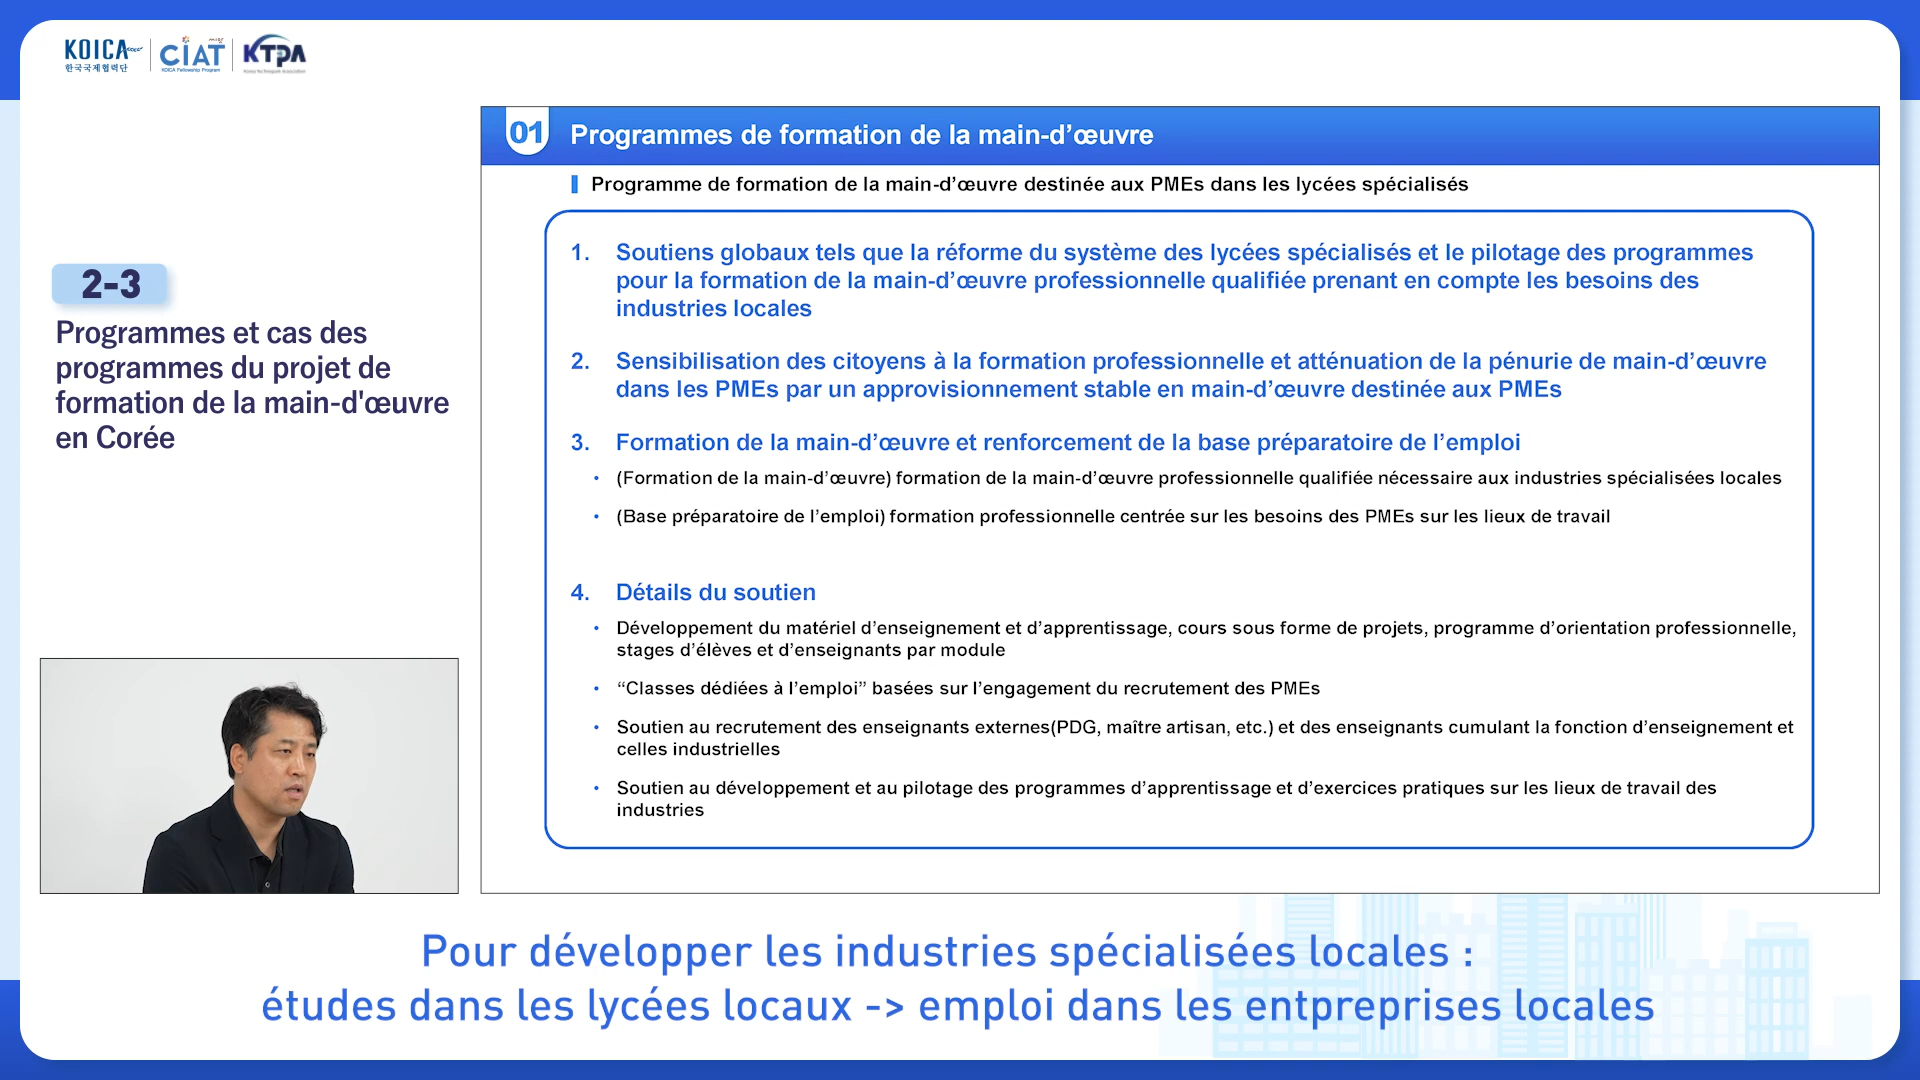 KOICA
한국국제협력단
CIAT
KOICA Fellowship Program
KTPA
01
Programmes de formation de la main-d’œuvre
Programme de formation de la main-d’œuvre destinée aux PMEs dans les lycées spécialisés
2-3
Programmes et cas des
programmes du projet de
formation de la main-d'œuvre
en Corée
1. Soutiens globaux tels que la réforme du système des lycées spécialisés et le pilotage des programmes
pour la formation de la main-d’œuvre professionnelle qualifiée prenant en compte les besoins des
industries locales
2. Sensibilisation des citoyens à la formation professionnelle et atténuation de la pénurie de main-d’œuvre
dans les PMEs par un approvisionnement stable en main-d’œuvre destinée aux PMEs
3. Formation de la main-d’œuvre et renforcement de la base préparatoire de l’emploi
• (Formation de la main-d’œuvre) formation de la main-d’œuvre professionnelle qualifiée nécessaire aux industries spécialisées locales
• (Base préparatoire de l’emploi) formation professionnelle centrée sur les besoins des PMEs sur les lieux de travail
4. Détails du soutien
• Développement du matériel d’enseignement et d’apprentissage, cours sous forme de projets, programme d’orientation professionnelle,
stages d’élèves et d’enseignants par module
• “Classes dédiées à l’emploi” basées sur l’engagement du recrutement des PMEs
• Soutien au recrutement des enseignants externes(PDG, maître artisan, etc.) et des enseignants cumulant la fonction d’enseignement et
celles industrielles
• Soutien au développement et au pilotage des programmes d’apprentissage et d’exercices pratiques sur les lieux de travail des
industries
Pour développer les industries spécialisées locales :
études dans les lycées locaux -> emploi dans les entpreprises locales